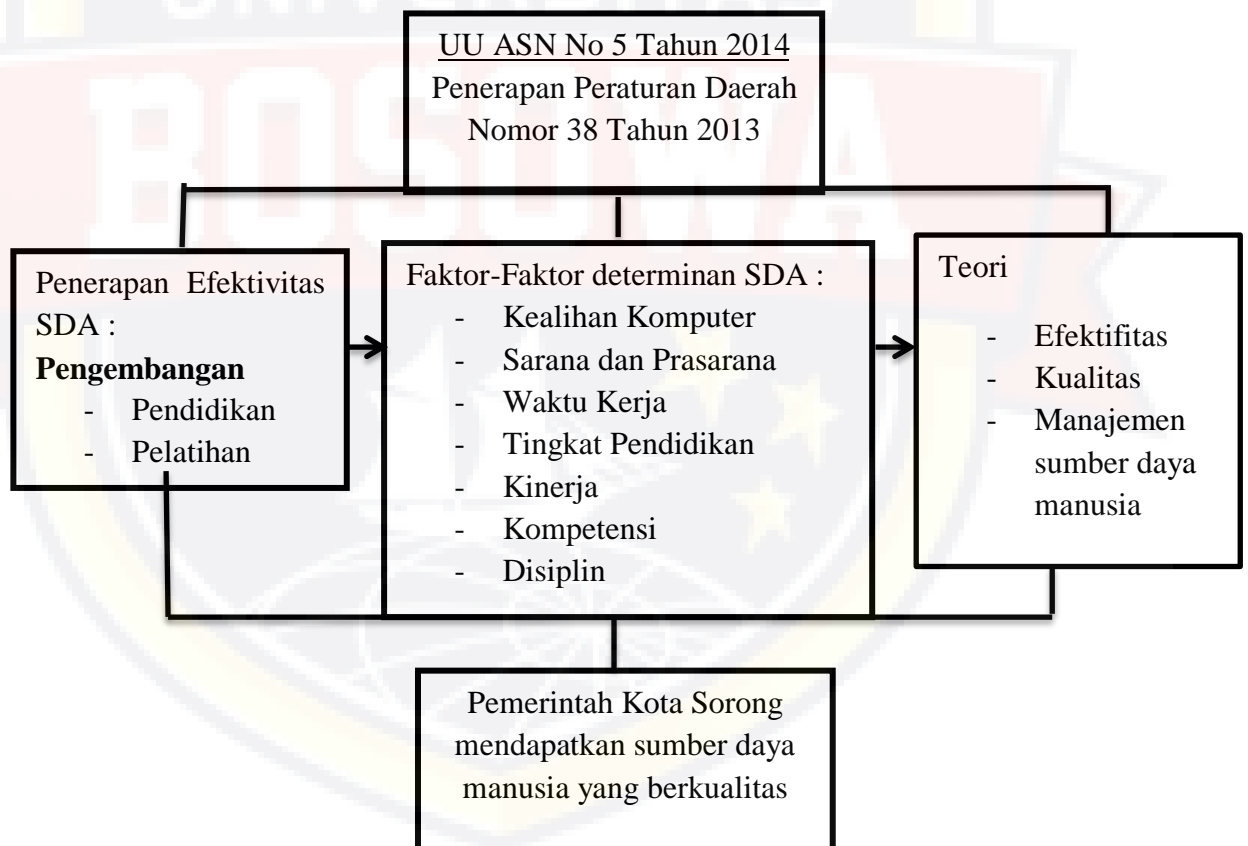 UNIVERSITAS
BOSOWA
UU ASN No 5 Tahun 2014
Penerapan Peraturan Daerah
Nomor 38 Tahun 2013
Penerapan Efektivitas
SDA :
Pengembangan
- Pendidikan
- Pelatihan
Faktor-Faktor determinan SDA :
- Kealihan Komputer
- Sarana dan Prasarana
- Waktu Kerja
- Tingkat Pendidikan
- Kinerja
- Kompetensi
- Disiplin
Teori
- Efektifitas
- Kualitas
- Manajemen
sumber daya
manusia
Pemerintah Kota Sorong
mendapatkan sumber daya
manusia yang berkualitas